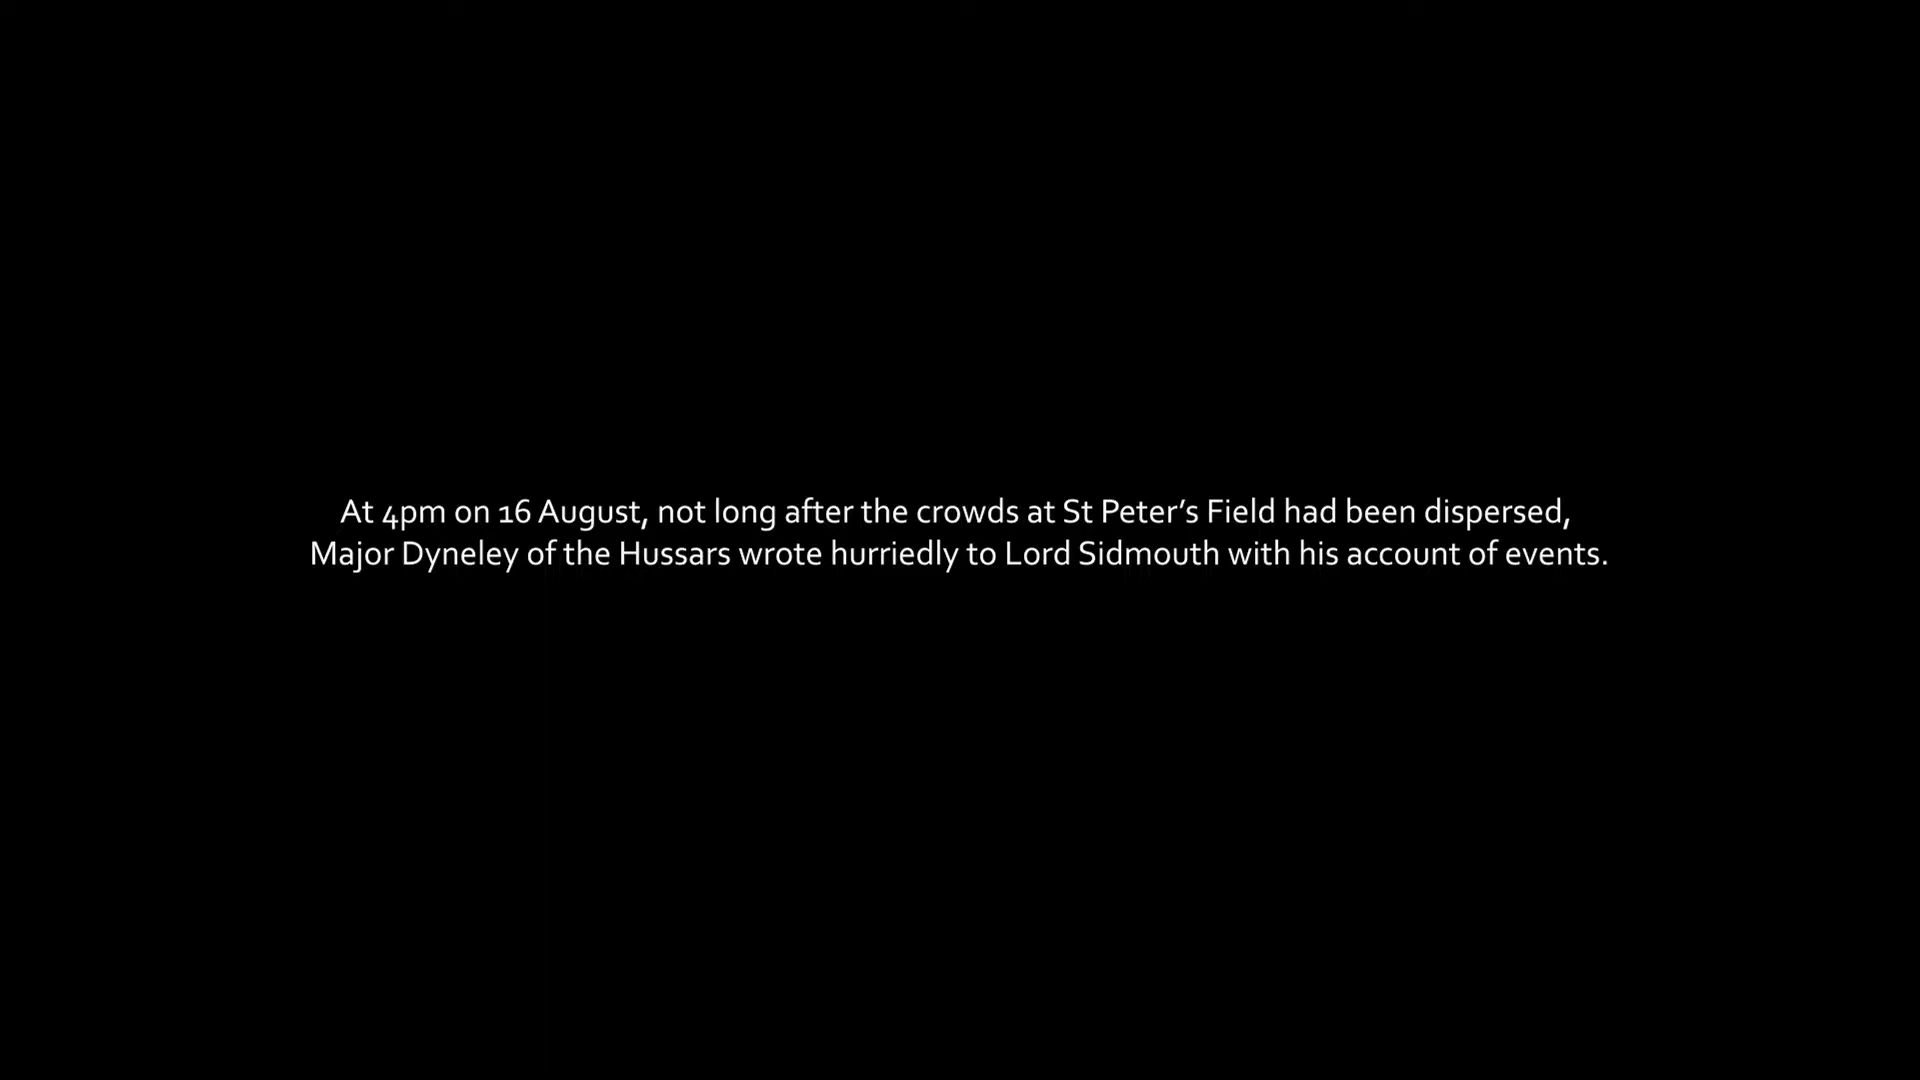 At 4pm on 16 August, not long after the crowds at St Peter’s Field had been dispersed,
Major Dyneley of the Hussars wrote hurriedly to Lord Sidmouth with his account of events.